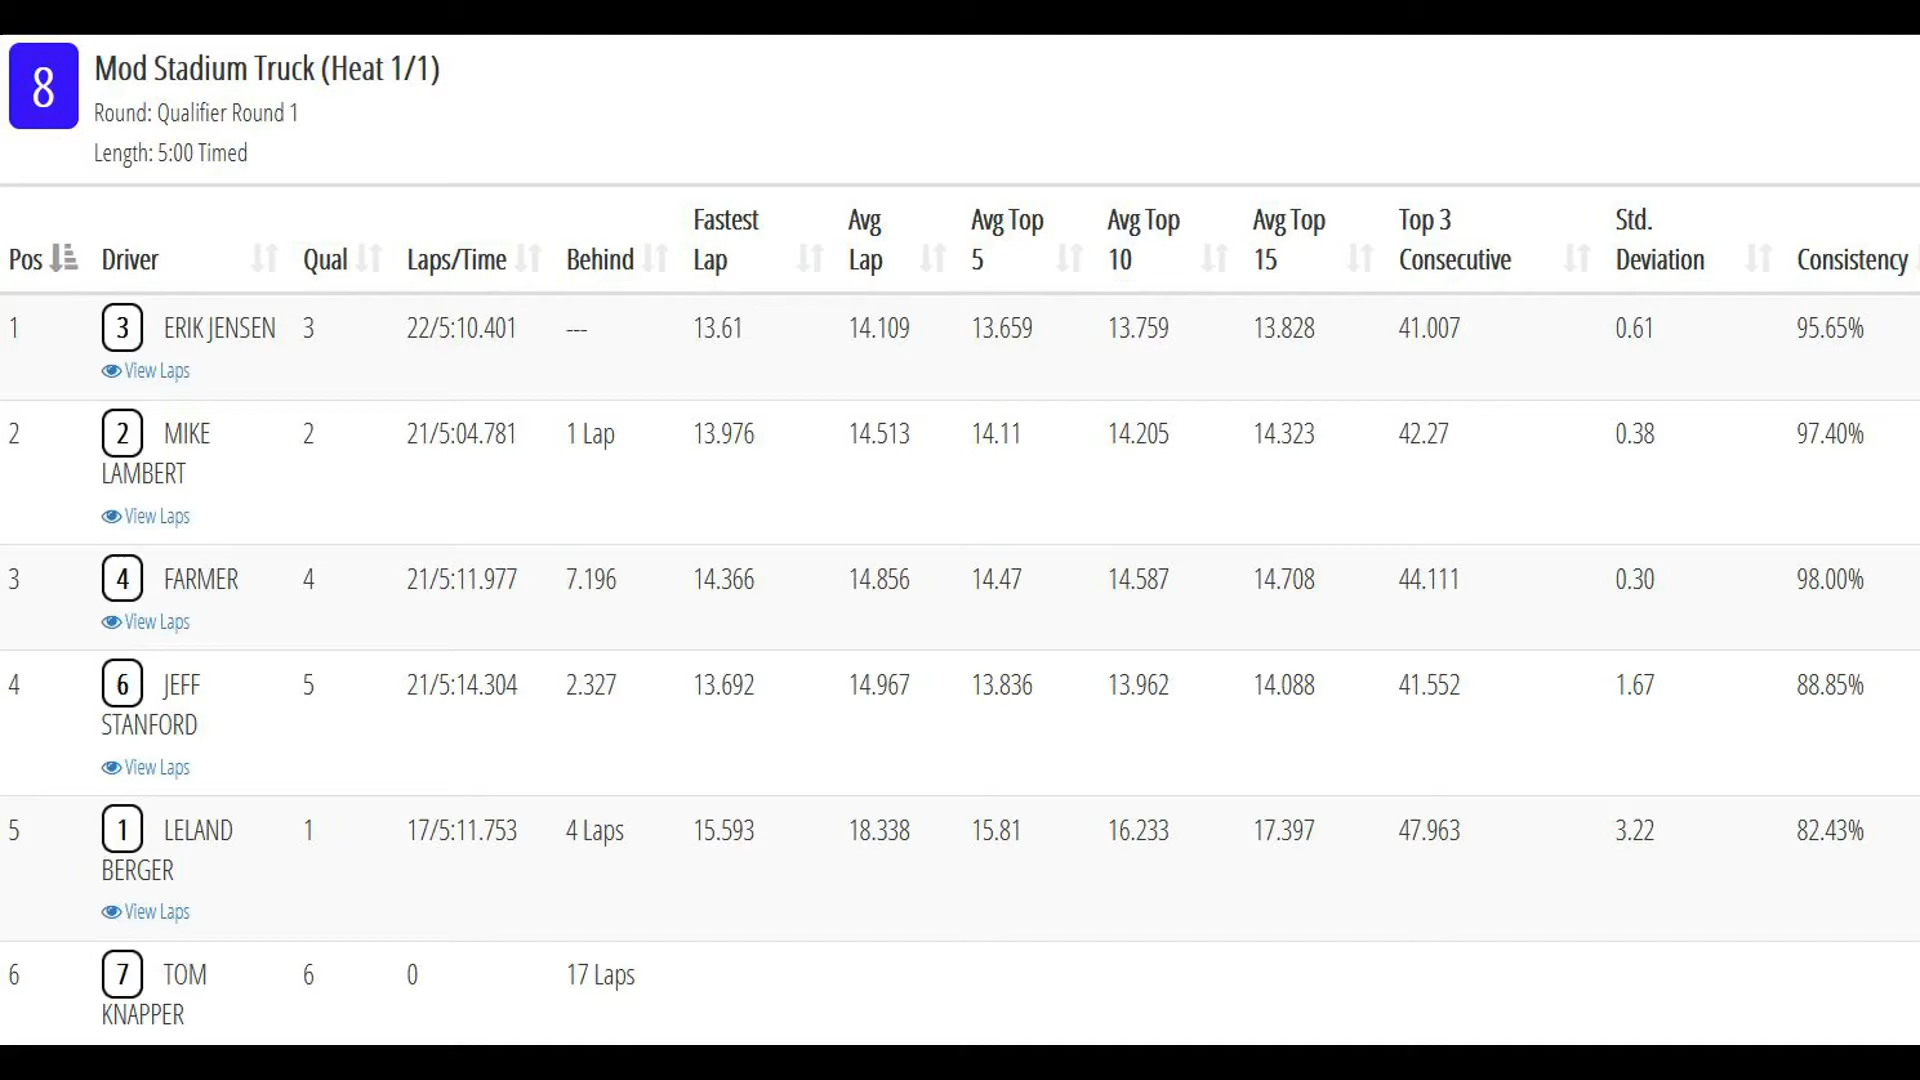 8
Mod Stadium Truck (Heat 1/1)
Round: Qualifier Round 1
Length: 5:00 Timed
Pos Driver Qual Laps/Time Behind Fastest Lap Avg Lap Avg Top 5 Avg Top 10 Avg Top 15 Top 3 Consecutive Std. Deviation Consistency
1 3 ERIK JENSEN 3 22/5:10.401 --- 13.61 14.109 13.659 13.759 13.828 41.007 0.61 95.65%
View Laps
2 2 MIKE 2 21/5:04.781 1 Lap 13.976 14.513 14.11 14.205 14.323 42.27 0.38 97.40%
LAMBERT
View Laps
3 4 FARMER 4 21/5:11.977 7.196 14.366 14.856 14.47 14.587 14.708 44.111 0.30 98.00%
View Laps
4 6 JEFF 5 21/5:14.304 2.327 13.692 14.967 13.836 13.962 14.088 41.552 1.67 88.85%
STANFORD
View Laps
5 1 LELAND 1 17/5:11.753 4 Laps 15.593 18.338 15.81 16.233 17.397 47.963 3.22 82.43%
BERGER
View Laps
6 7 TOM 6 0 17 Laps
KNAPPER